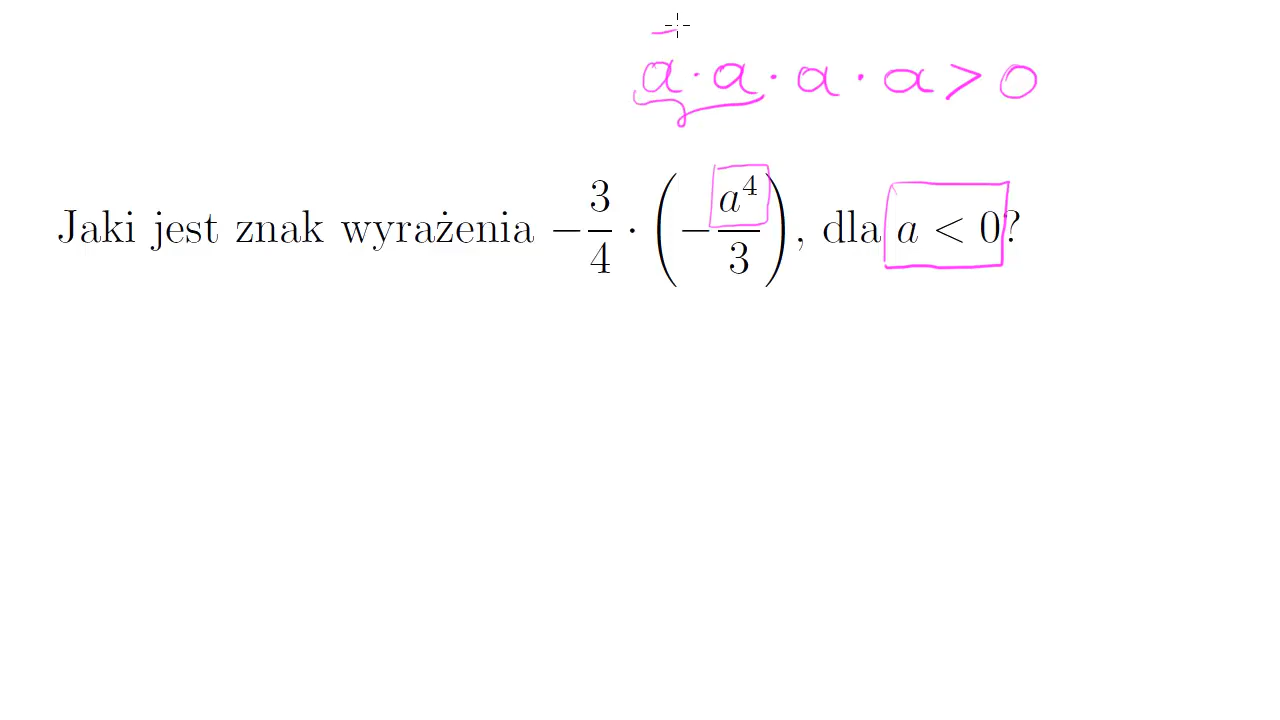 a · a · a · a > 0
Jaki jest znak wyrażenia −3/4 · (−a⁴/3), dla a < 0?